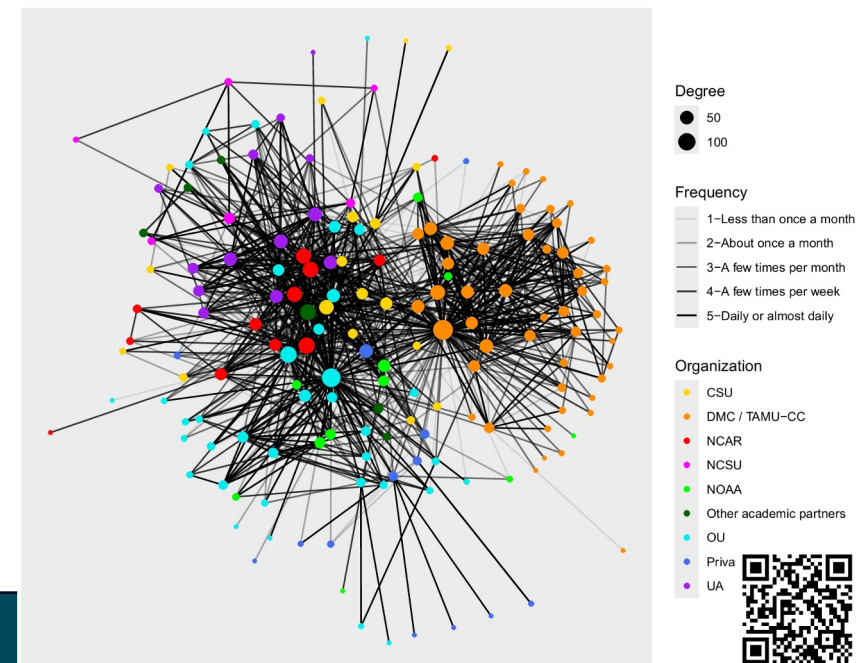 Degree
50
100
Frequency
1−Less than once a month
2−About once a month
3−A few times per month
4−A few times per week
5−Daily or almost daily
Organization
CSU
DMC / TAMU−CC
NCAR
NCSU
NOAA
Other academic partners
OU
Priva
UA